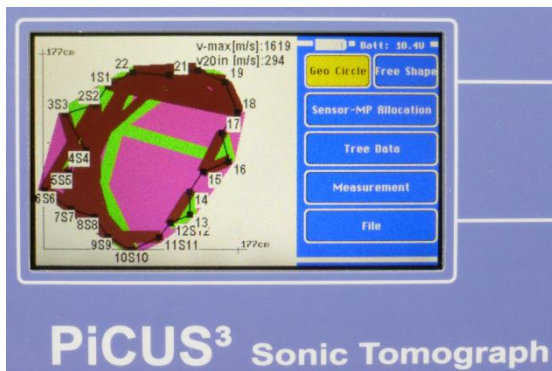 v-max[m/s]:1619
v20in [m/s]:294
177cm
22
21
1S1
19
2S2
3S3
18
17
4S4
16
5S5
15
6S6
14
7S7
8S8
13
12S12
9S9
11S11
10S10
177cm
Batt: 10.4V
Geo Circle
Free Shape
Sensor-MP Allocation
Tree Data
Measurement
File
PiCUS³ Sonic Tomograph